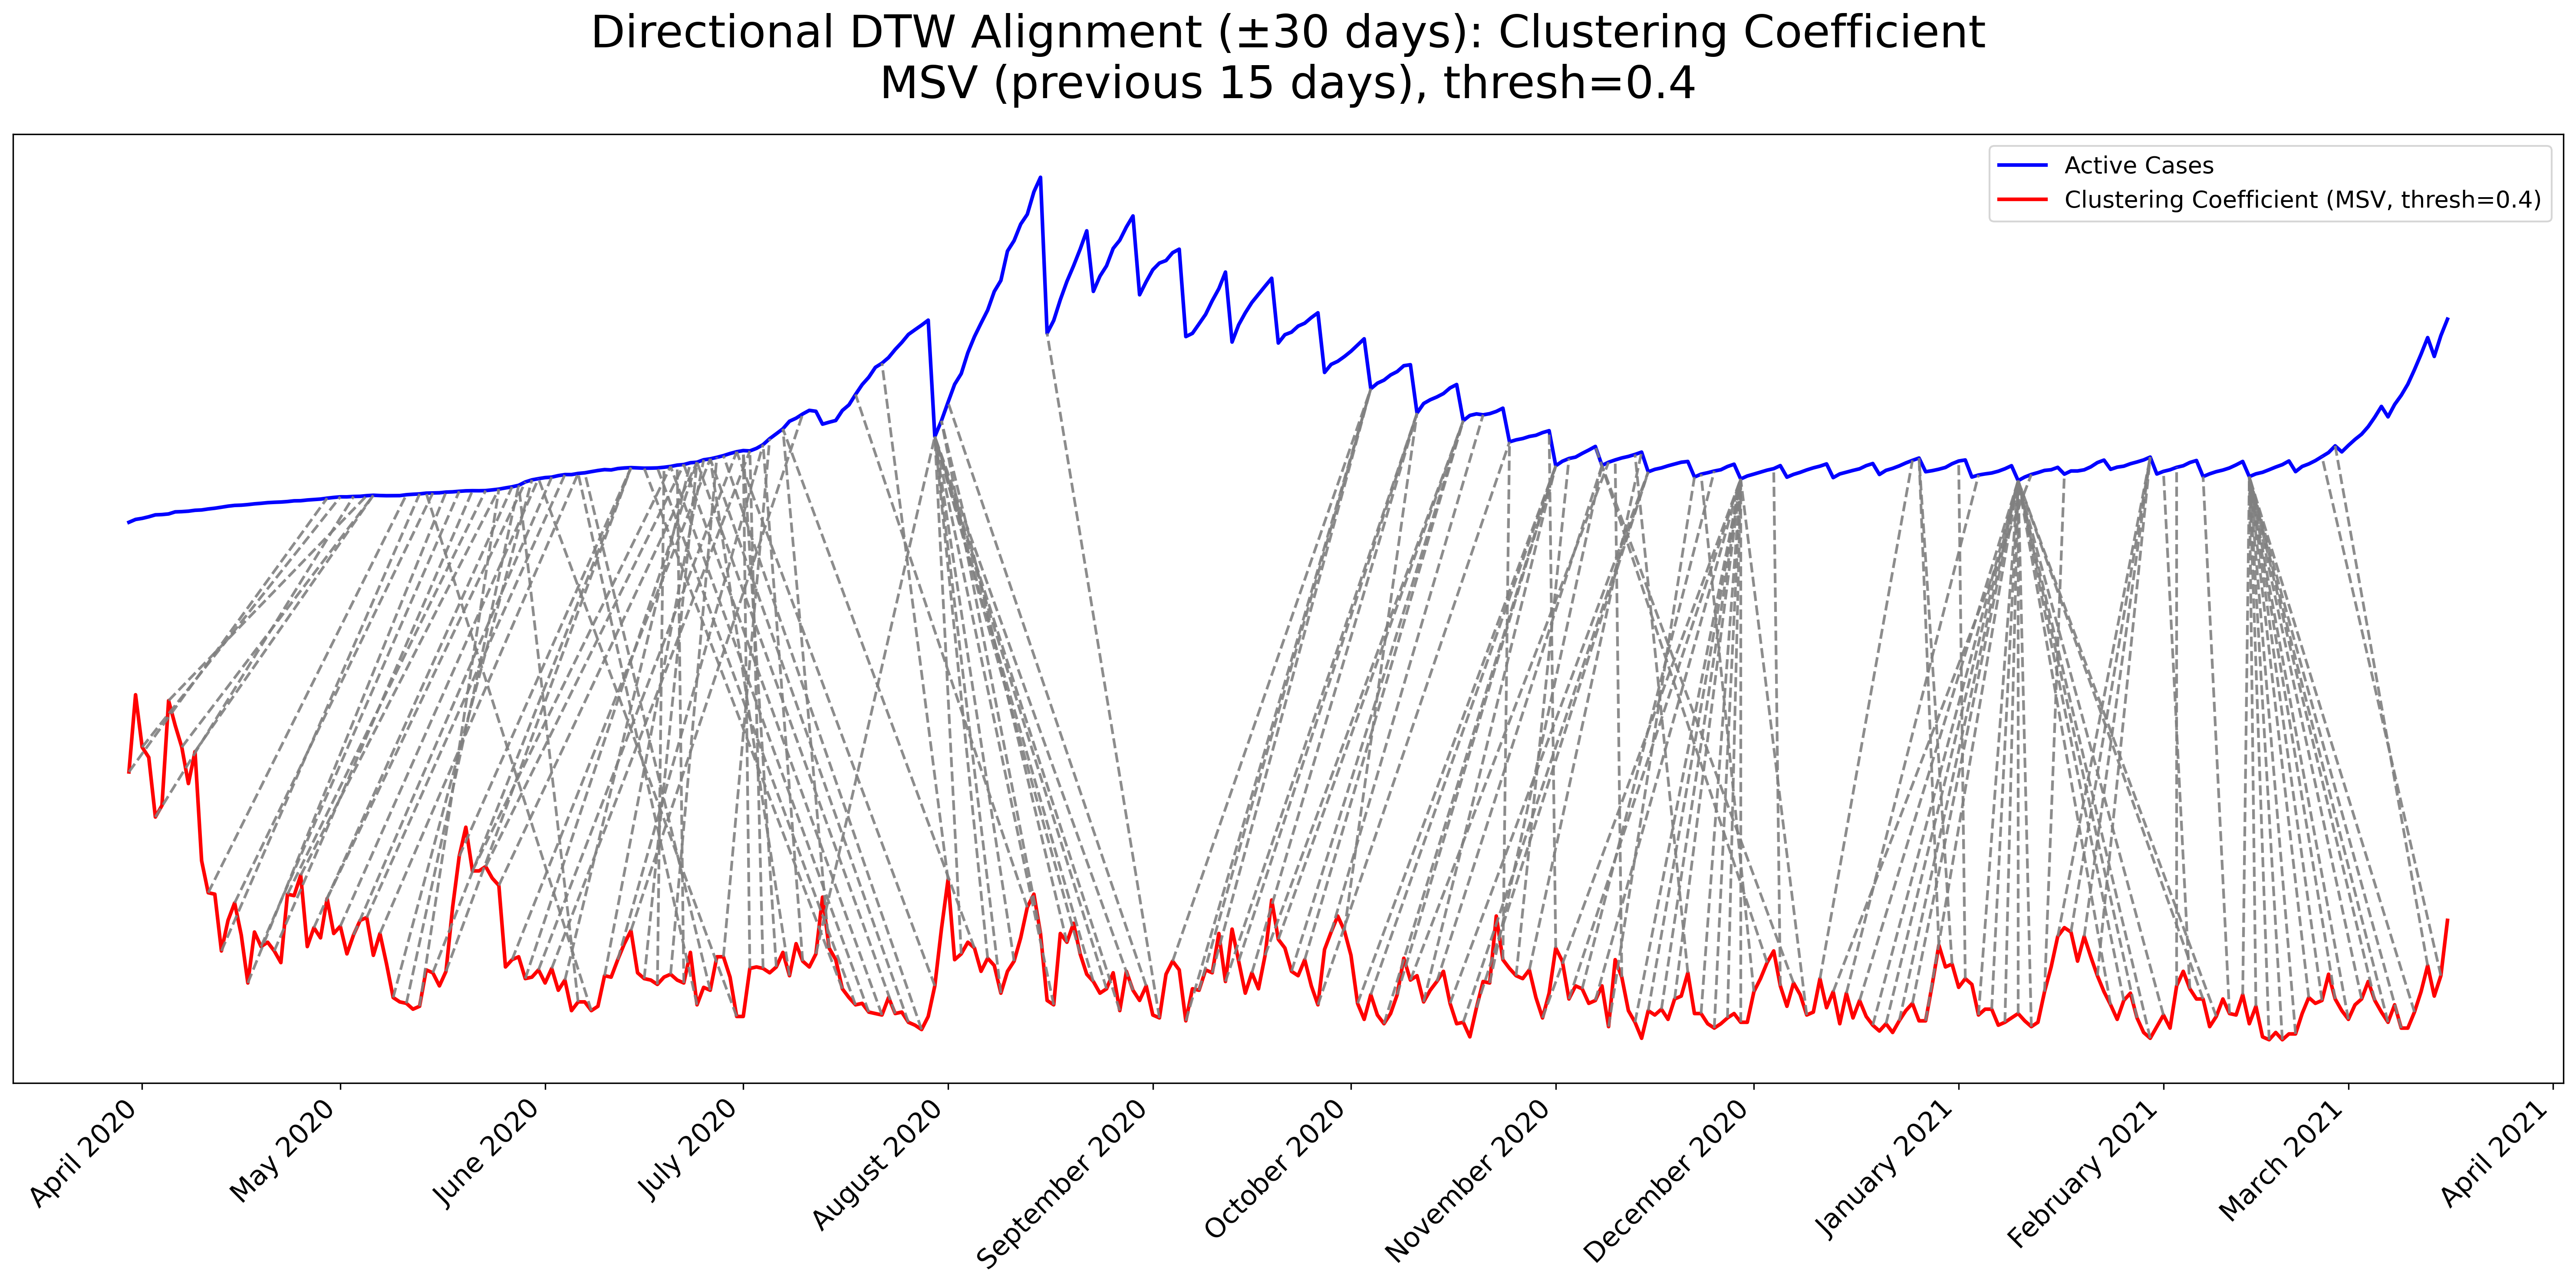 Directional DTW Alignment (±30 days): Clustering Coefficient
MSV (previous 15 days), thresh=0.4
Active Cases
Clustering Coefficient (MSV, thresh=0.4)
April 2020
May 2020
June 2020
July 2020
August 2020
September 2020
October 2020
November 2020
December 2020
January 2021
February 2021
March 2021
April 2021